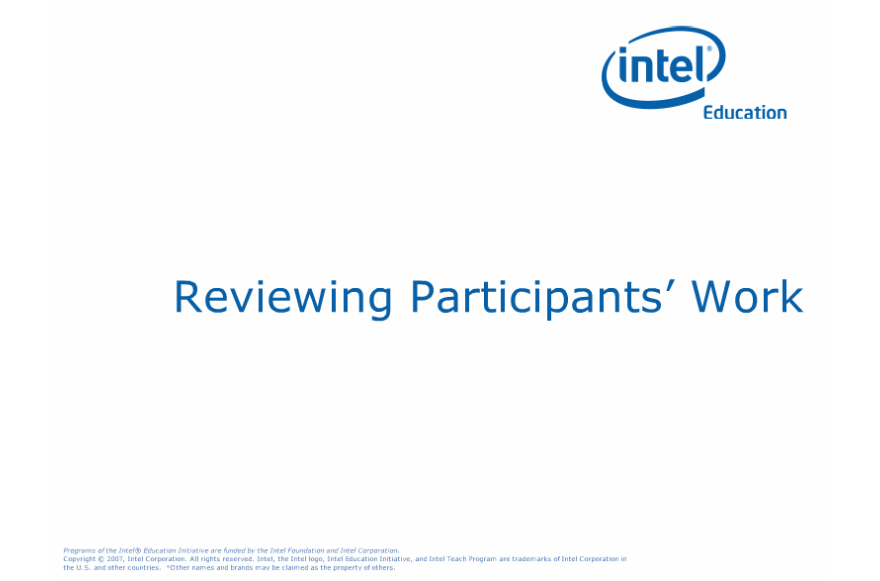 intel®
Education
Reviewing Participants’ Work
Programs of the Intel® Education Initiative are funded by the Intel Foundation and Intel Corporation.
Copyright © 2007, Intel Corporation. All rights reserved. Intel, the Intel logo, Intel Education Initiative, and Intel Teach Program are trademarks of Intel Corporation in
the U.S. and other countries. *Other names and brands may be claimed as the property of others.